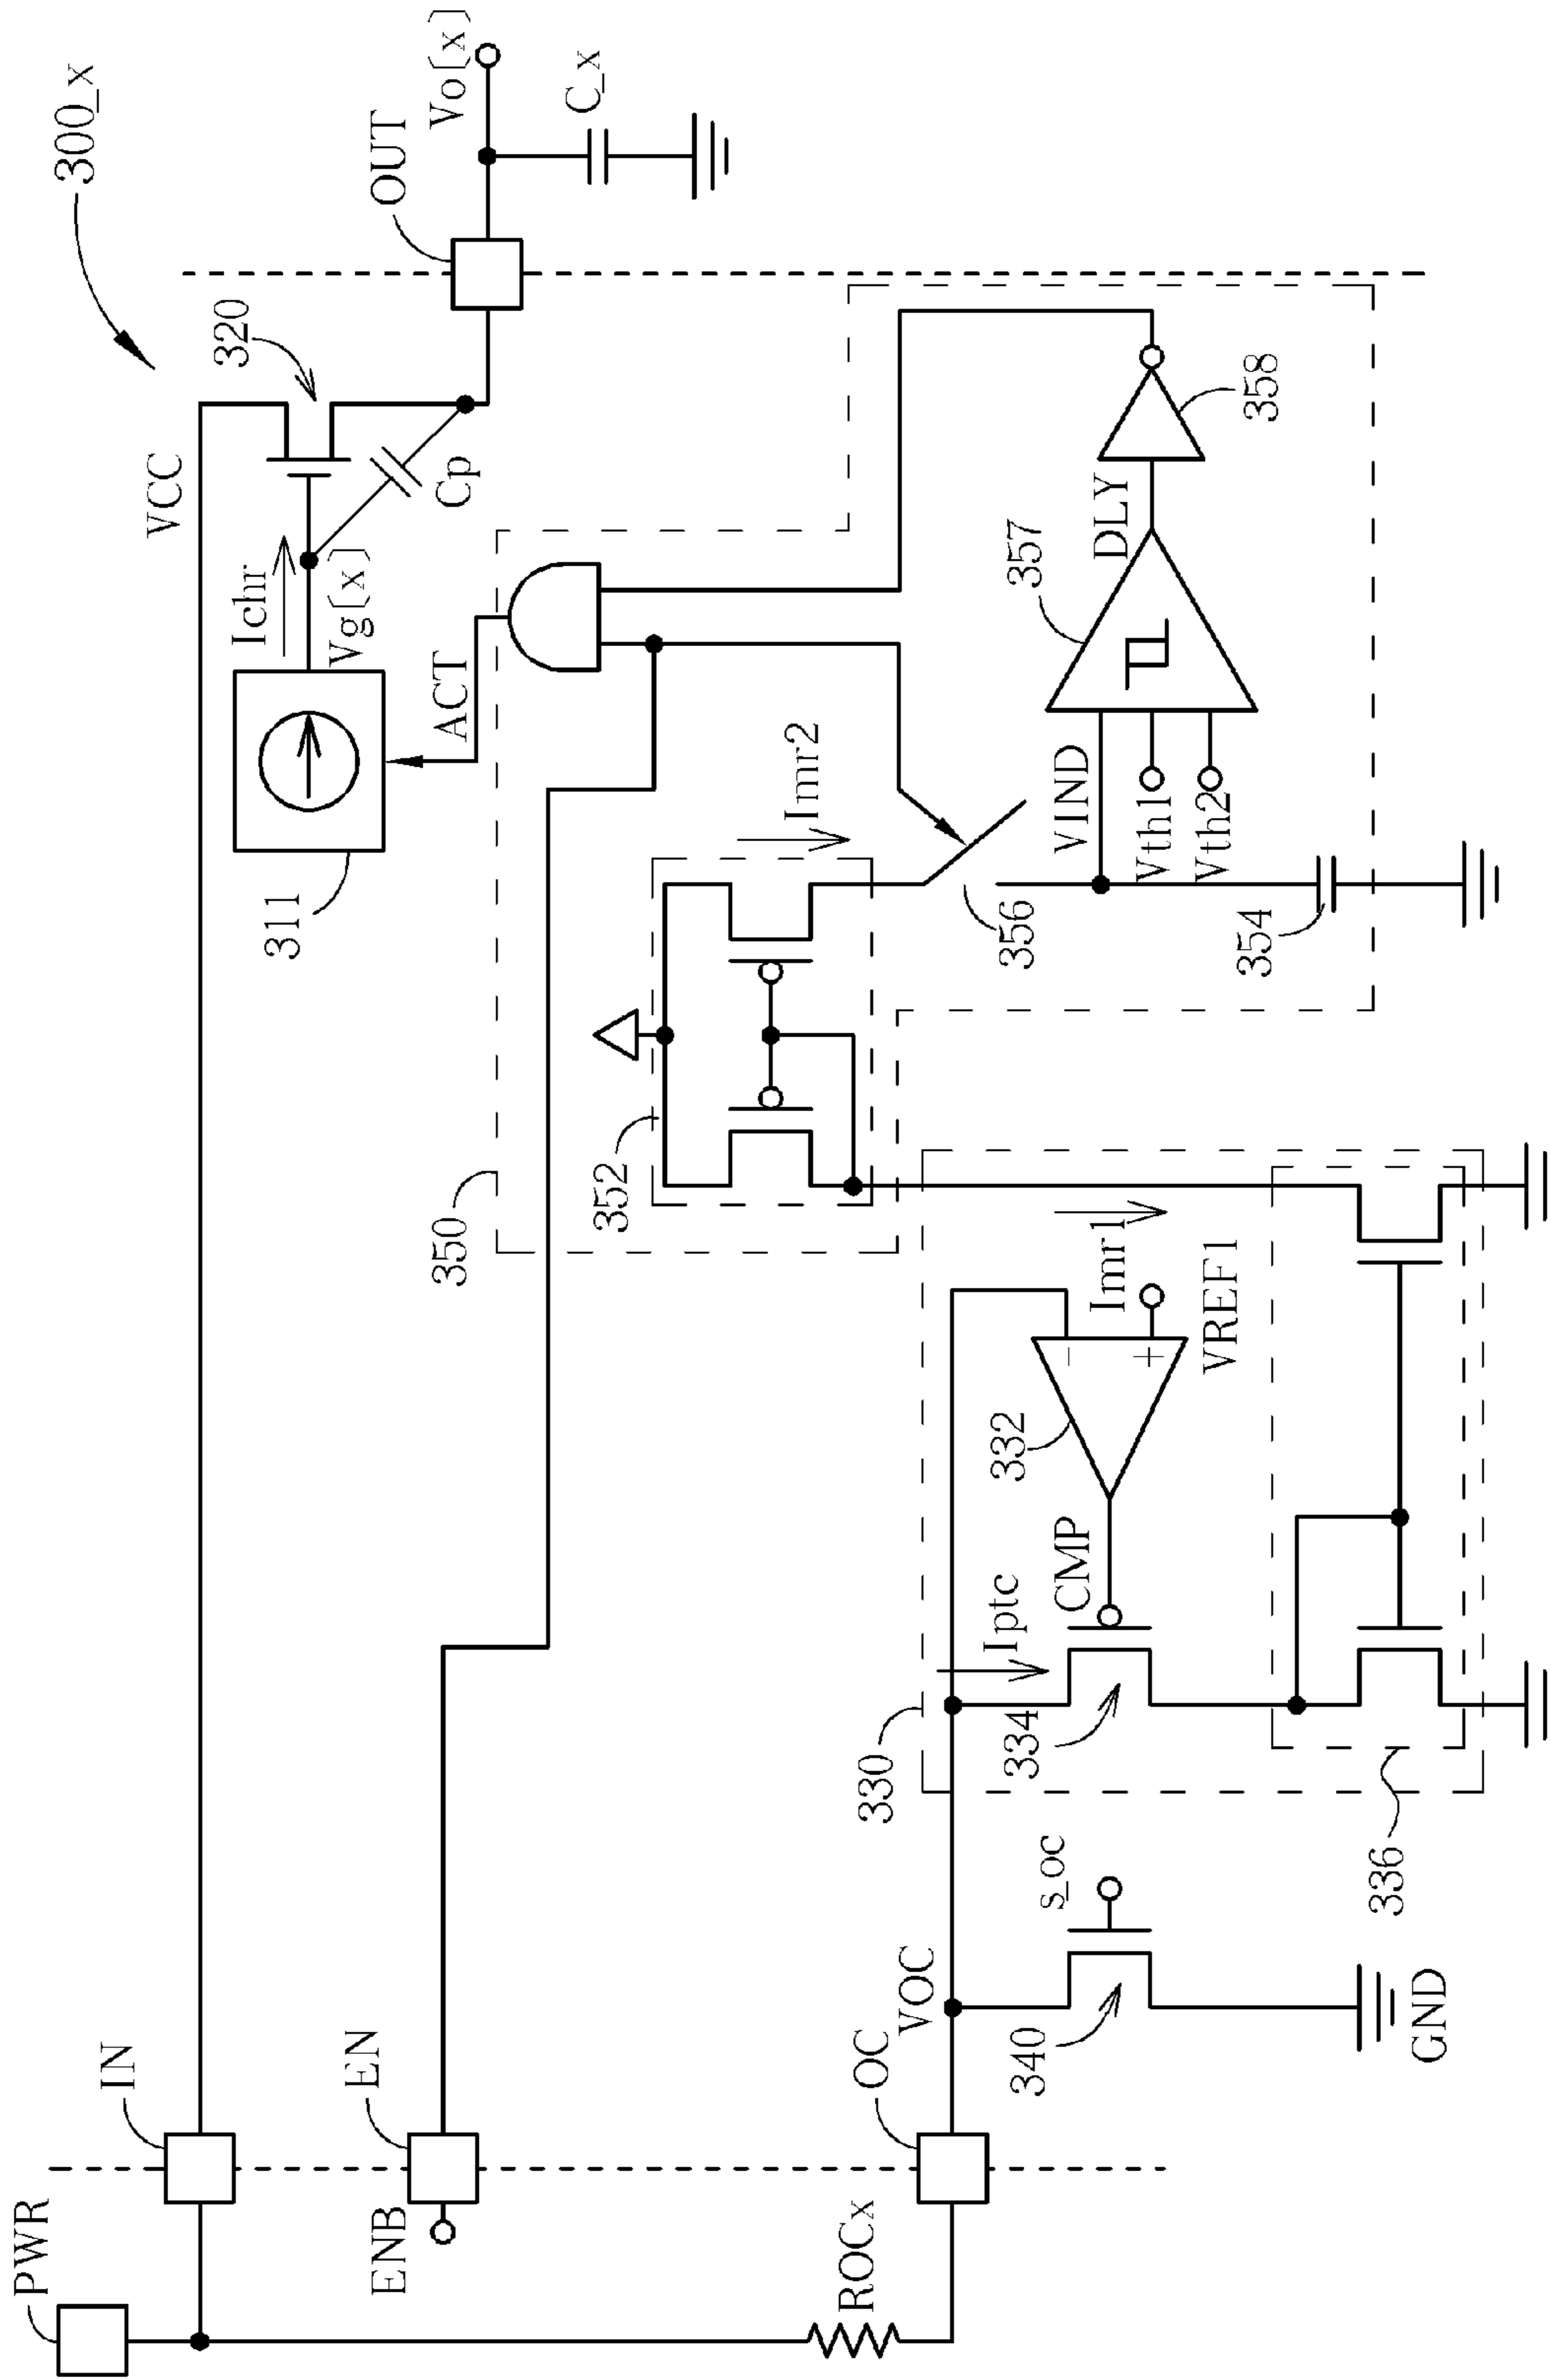 300_x
PWR
IN
VCC
320
OUT
Vo[x]
C_x
Ichr
Vg[x]
Cp
311
ACT
ENB
EN
350
352
Imr2
356
VIND
Vth1
Vth2
354
357
DLY
358
ROCx
OC
VOC
340
s_oc
GND
330
334
Iptc
CMP
332
Imr1
VREF1
-
+
336